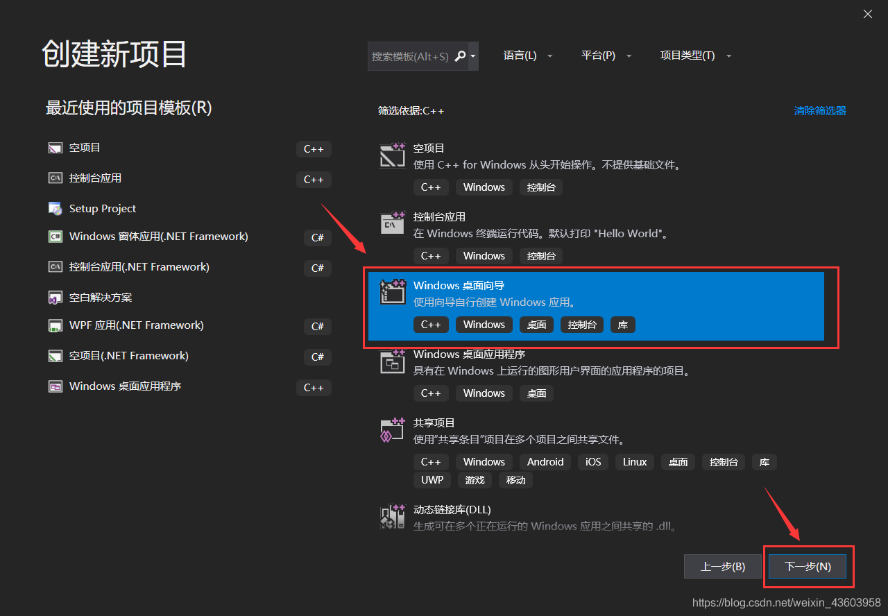 创建新项目
搜索模板(Alt+S)
语言(L)
平台(P)
项目类型(T)
最近使用的项目模板(R)
空项目
C++
控制台应用
C++
Setup Project
Windows 窗体应用(.NET Framework)
C#
控制台应用(.NET Framework)
C#
空白解决方案
WPF 应用(.NET Framework)
C#
空项目(.NET Framework)
C#
Windows 桌面应用程序
C++
筛选依据:C++
清除筛选器
空项目
使用 C++ for Windows 从头开始操作。不提供基础文件。
C++ Windows 控制台
控制台应用
在 Windows 终端运行代码。默认打印 "Hello World"。
C++ Windows 控制台
Windows 桌面向导
使用向导自行创建 Windows 应用。
C++ Windows 桌面 控制台 库
Windows 桌面应用程序
具有在 Windows 上运行的图形用户界面的应用程序的项目。
C++ Windows 桌面
共享项目
使用"共享条目"项目在多个项目之间共享文件。
C++ Windows Android iOS Linux 桌面 控制台 库
UWP 游戏 移动
动态链接库(DLL)
生成可在多个正在运行的 Windows 应用之间共享的 .dll。
上一步(B)
下一步(N)
https://blog.csdn.net/weixin_43603958